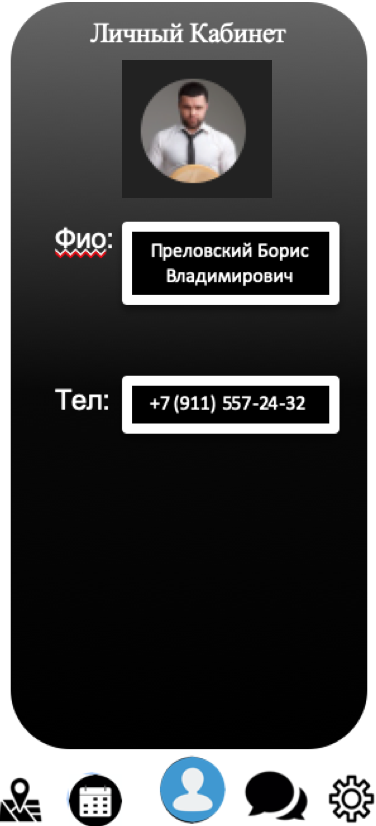 Личный Кабинет
Фио:
Преловский Борис
Владимирович
Тел:
+7 (911) 557-24-32